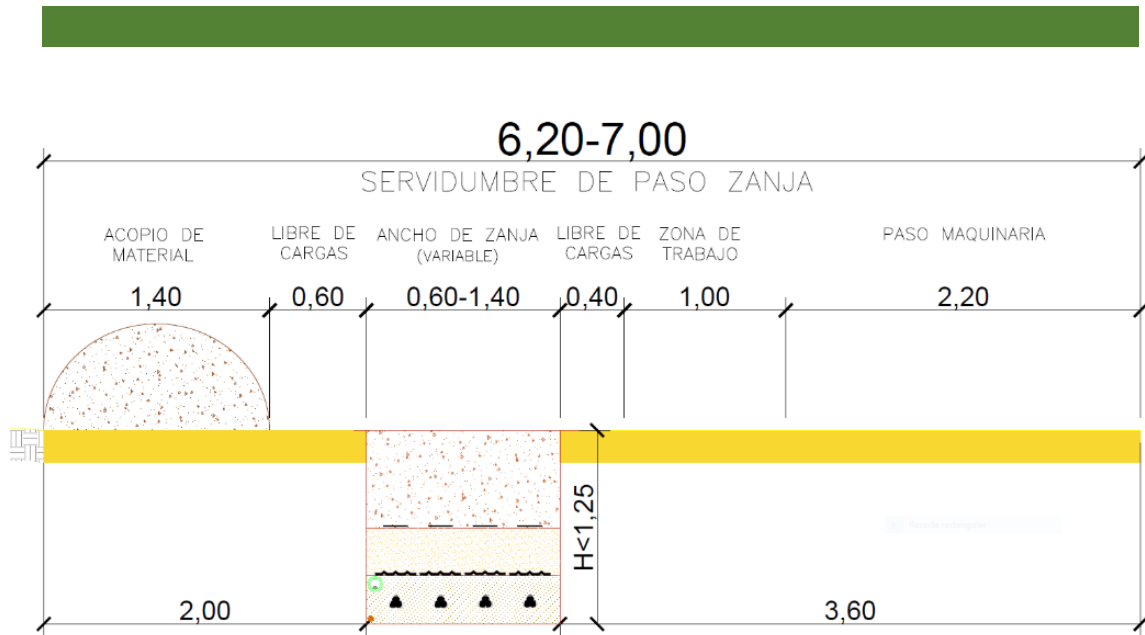 6,20-7,00
SERVIDUMBRE DE PASO ZANJA
ACOPIO DE
MATERIAL
LIBRE DE
CARGAS
ANCHO DE ZANJA
(VARIABLE)
LIBRE DE
CARGAS
ZONA DE
TRABAJO
PASO MAQUINARIA
1,40
0,60
0,60-1,40
0,40
1,00
2,20
H<1,25
2,00
3,60